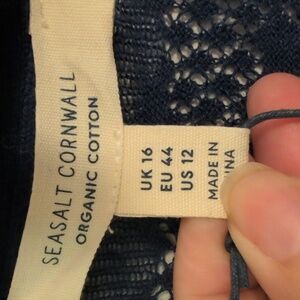 SEASALT CORNWALL
ORGANIC COTTON
UK 16
EU 44
US 12
MADE IN